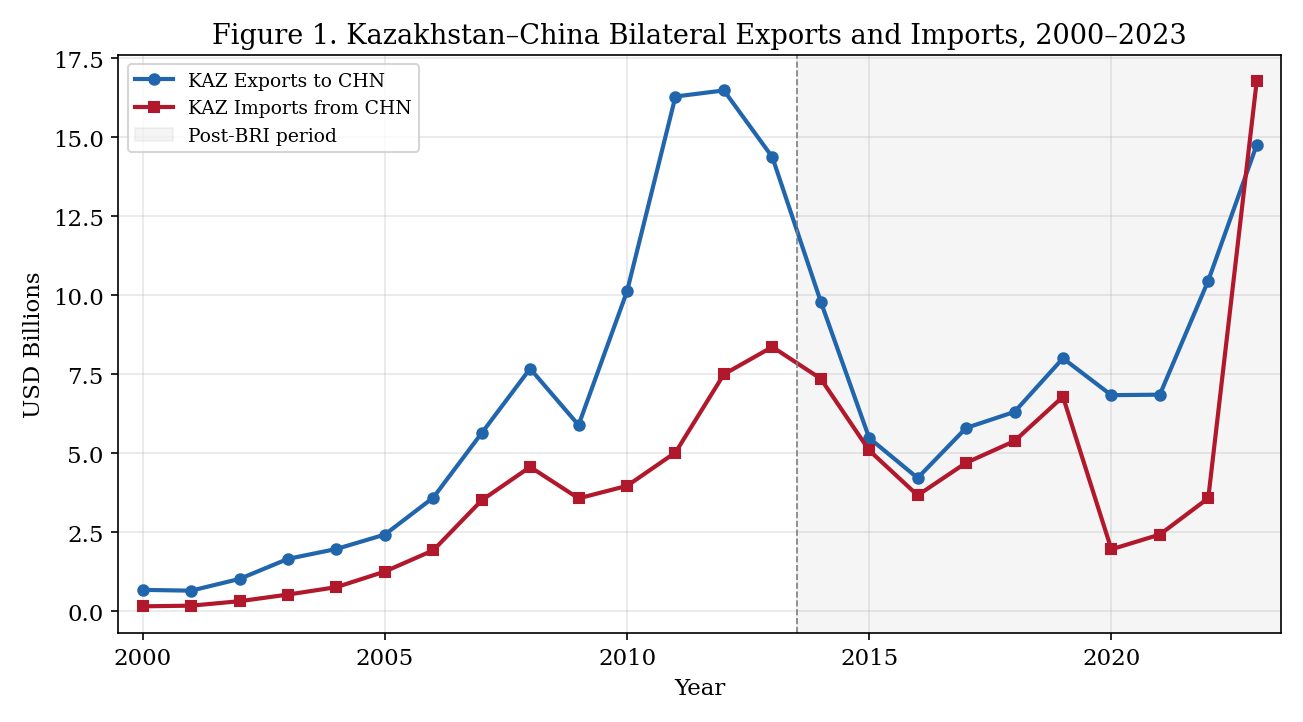 Figure 1. Kazakhstan–China Bilateral Exports and Imports, 2000–2023
KAZ Exports to CHN
KAZ Imports from CHN
Post-BRI period
17.5
15.0
12.5
10.0
7.5
5.0
2.5
0.0
USD Billions
2000 2005 2010 2015 2020
Year